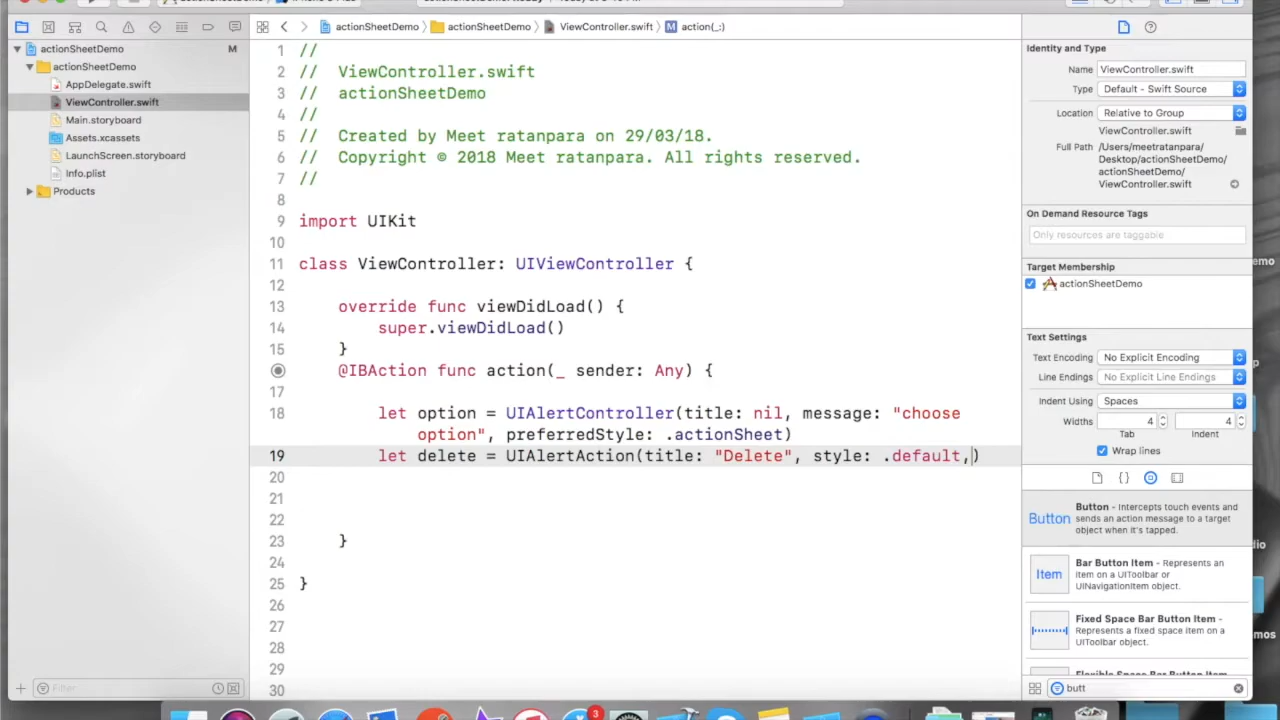 actionSheetDemo
ViewController.swift
action(_:)
actionSheetDemo M
actionSheetDemo
AppDelegate.swift
ViewController.swift
Main.storyboard
Assets.xcassets
LaunchScreen.storyboard
Info.plist
Products
Filter
1 //
2 // ViewController.swift
3 // actionSheetDemo
4 //
5 // Created by Meet ratanpara on 29/03/18.
6 // Copyright © 2018 Meet ratanpara. All rights reserved.
7 //
8
9 import UIKit
10
11 class ViewController: UIViewController {
12
13 override func viewDidLoad() {
14 super.viewDidLoad()
15 }
@IBAction func action(_ sender: Any) {
17
18 let option = UIAlertController(title: nil, message: "choose
option", preferredStyle: .actionSheet)
19 let delete = UIAlertAction(title: "Delete", style: .default,)
20
21
22
23 }
24
25 }
26
27
28
29
30
Identity and Type
Name ViewController.swift
Type Default - Swift Source
Location Relative to Group
ViewController.swift
Full Path /Users/meetratanpara/
Desktop/actionSheetDemo/
actionSheetDemo/
ViewController.swift
On Demand Resource Tags
Only resources are taggable
Target Membership
actionSheetDemo
Text Settings
Text Encoding No Explicit Encoding
Line Endings No Explicit Line Endings
Indent Using Spaces
Widths 4 4
Tab Indent
Wrap lines
{ }
Button
Button - Intercepts touch events and
sends an action message to a target
object when it's tapped.
Item
Bar Button Item - Represents an
item on a UIToolbar or
UINavigationItem object.
Fixed Space Bar Button Item -
Represents a fixed space item on a
UIToolbar object.
butt
3